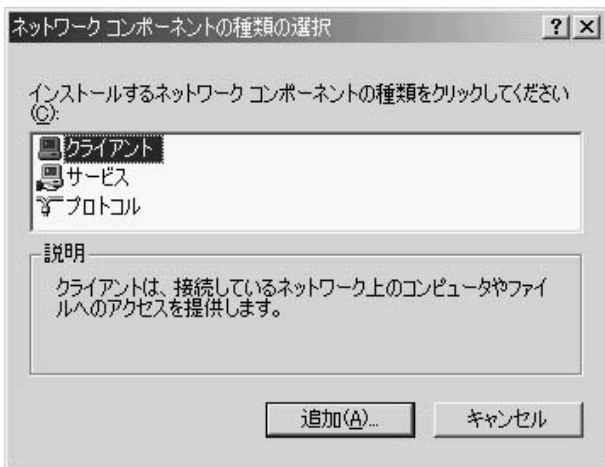 ネットワーク コンポーネントの種類の選択
インストールするネットワーク コンポーネントの種類をクリックしてください
(C):
クライアント
サービス
プロトコル
説明
クライアントは、接続しているネットワーク上のコンピュータやファイ
ルへのアクセスを提供します。
追加(A)...
キャンセル